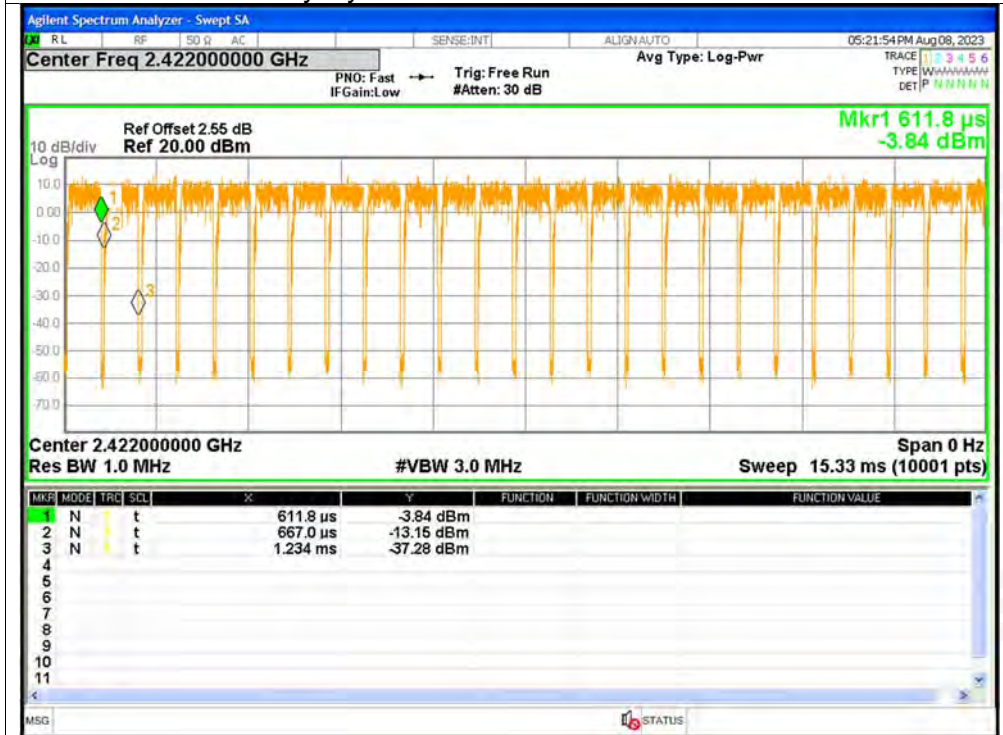 Agilent Spectrum Analyzer - Swept SA
RL RF 50 Ω AC SENSE:INT ALIGN AUTO 05:21:54 PM Aug 08, 2023
Center Freq 2.422000000 GHz
PNO: Fast Trig: Free Run Avg Type: Log-Pwr TRACE 1 2 3 4 5 6
IFGain:Low #Atten: 30 dB TYPE W
DET P N N N N N
Mkr1 611.8 µs
-3.84 dBm
Ref Offset 2.55 dB
10 dB/div Ref 20.00 dBm
Log
10.0
0.00
-10.0
-20.0
-30.0
-40.0
-50.0
-60.0
-70.0
1
2
3
Center 2.422000000 GHz Span 0 Hz
Res BW 1.0 MHz #VBW 3.0 MHz Sweep 15.33 ms (10001 pts)
MKR MODE TRC SCL X Y FUNCTION FUNCTION WIDTH FUNCTION VALUE
1 N 1 t 611.8 µs -3.84 dBm
2 N 1 t 667.0 µs -13.15 dBm
3 N 1 t 1.234 ms -37.28 dBm
4
5
6
7
8
9
10
11
MSG STATUS